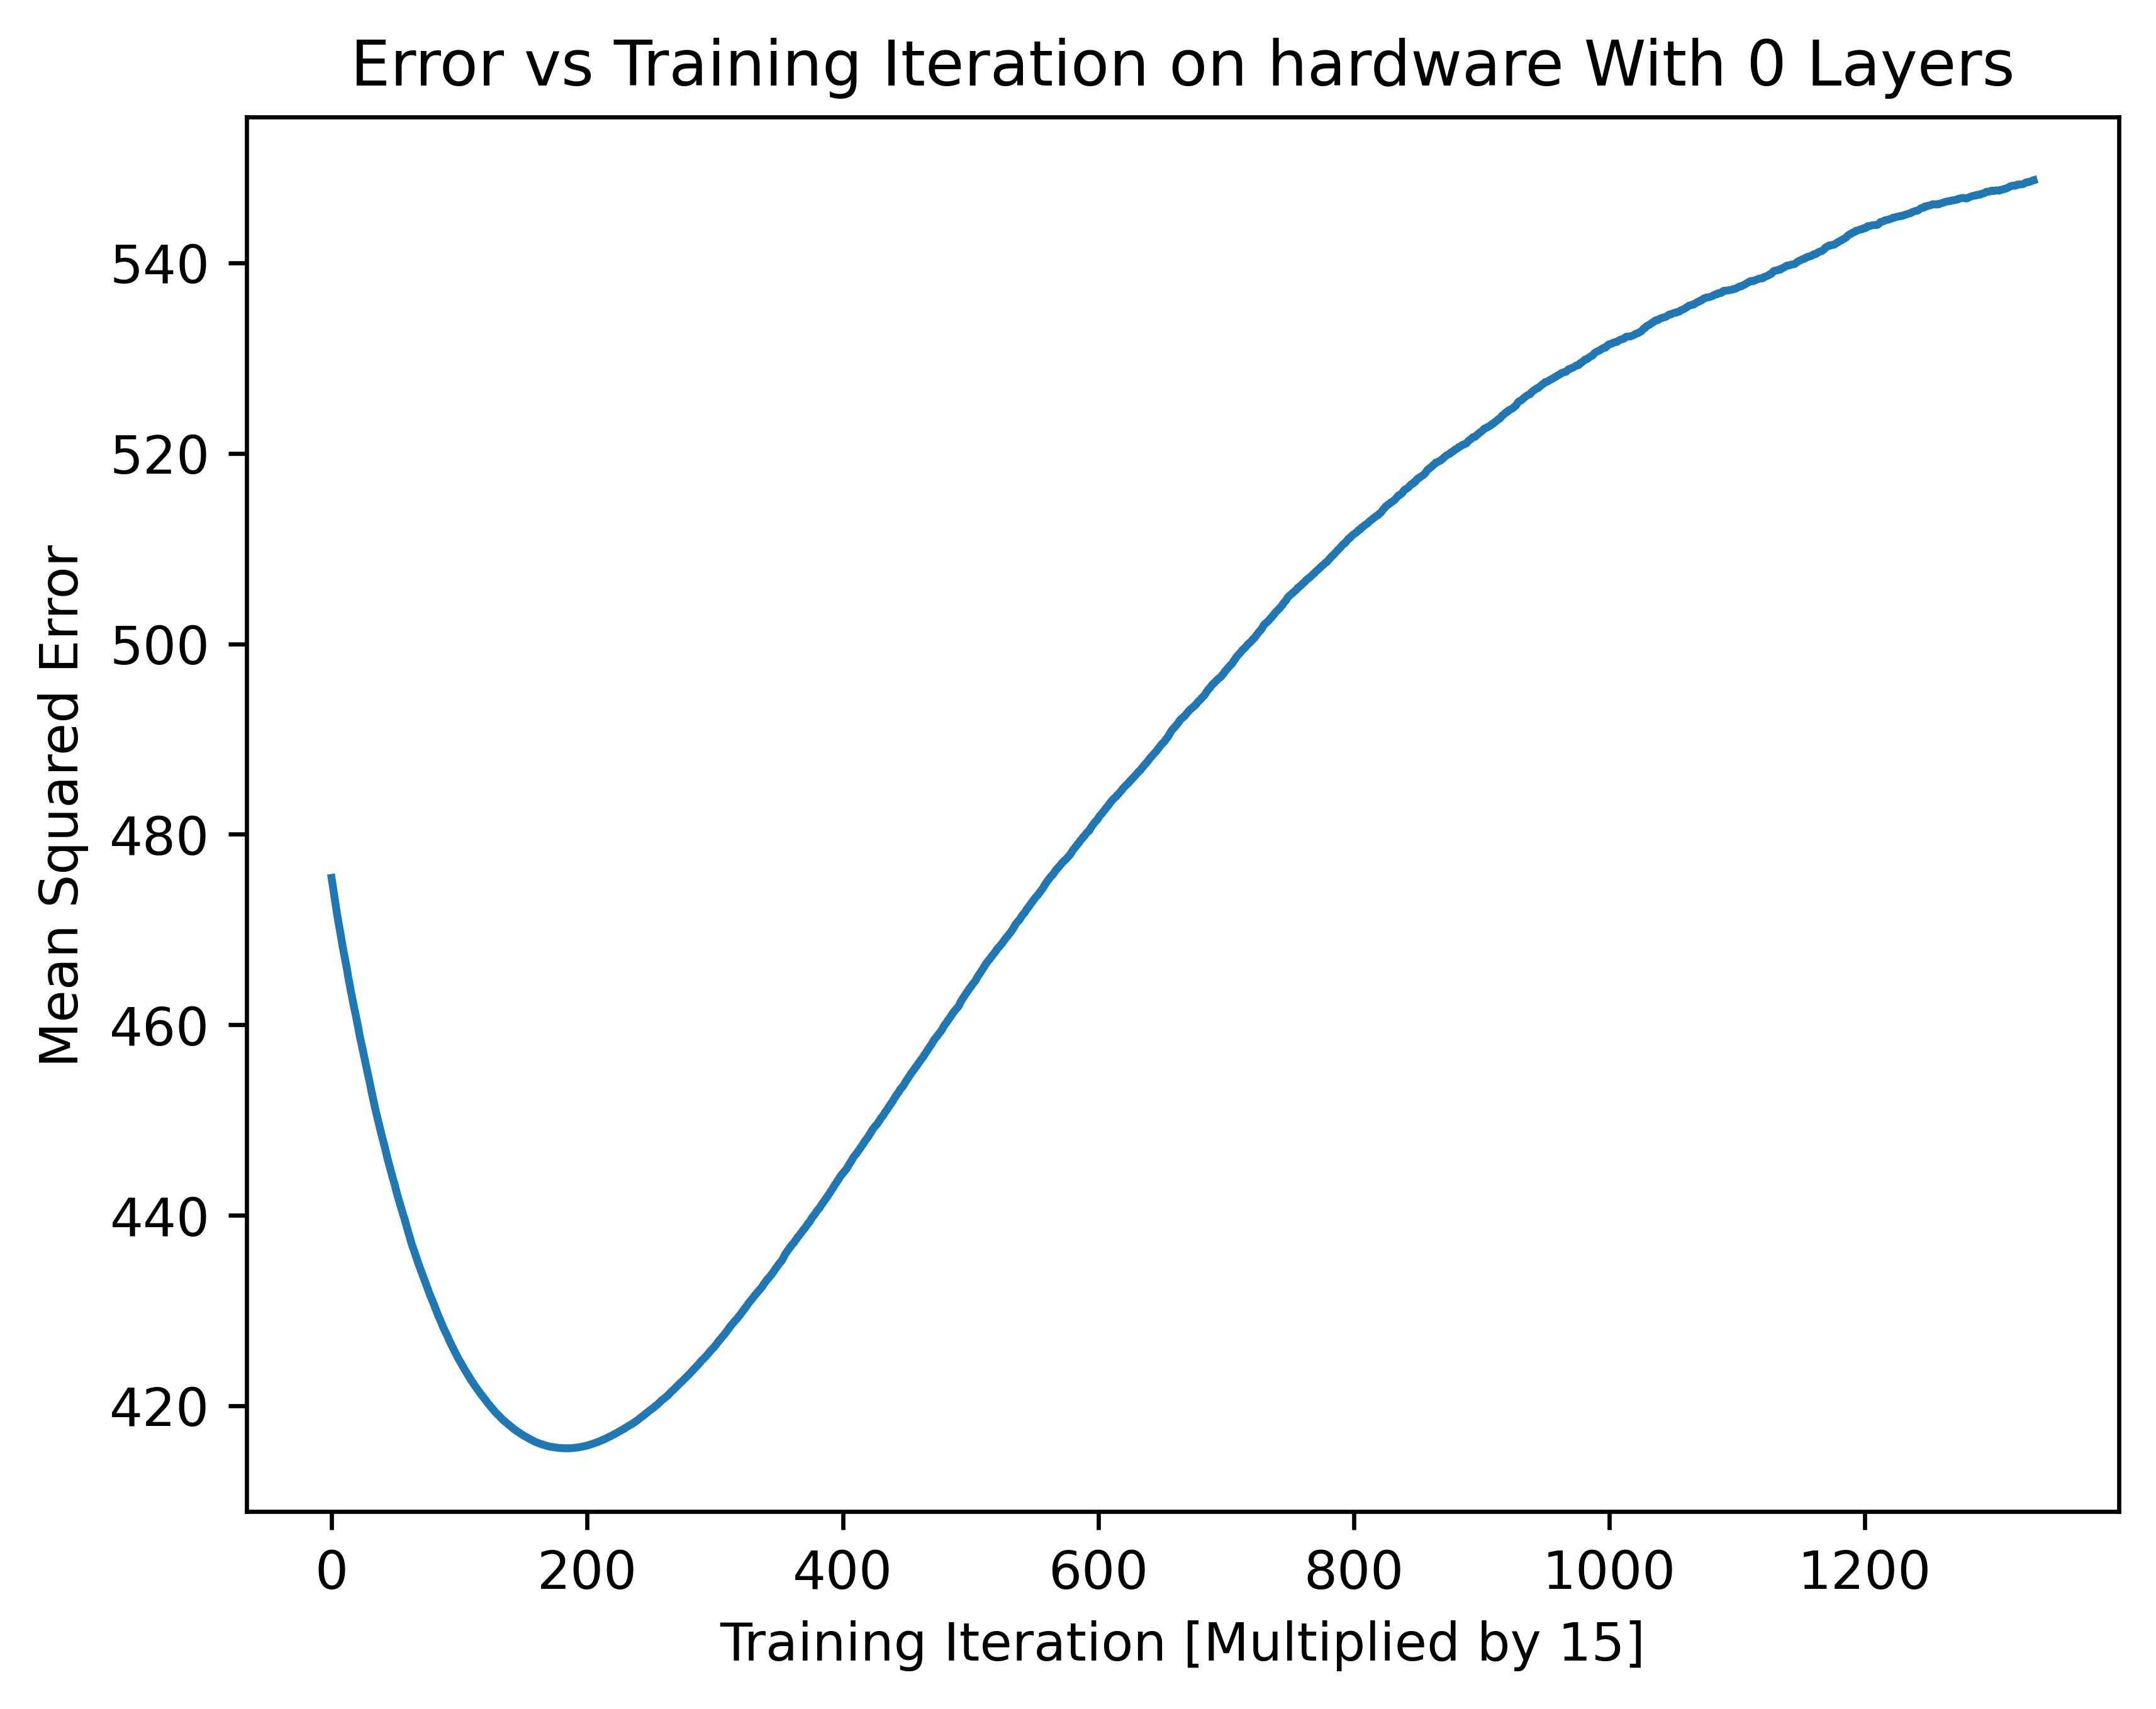 Error vs Training Iteration on hardware With 0 Layers
Mean Squared Error
540
520
500
480
460
440
420
0 200 400 600 800 1000 1200
Training Iteration [Multiplied by 15]